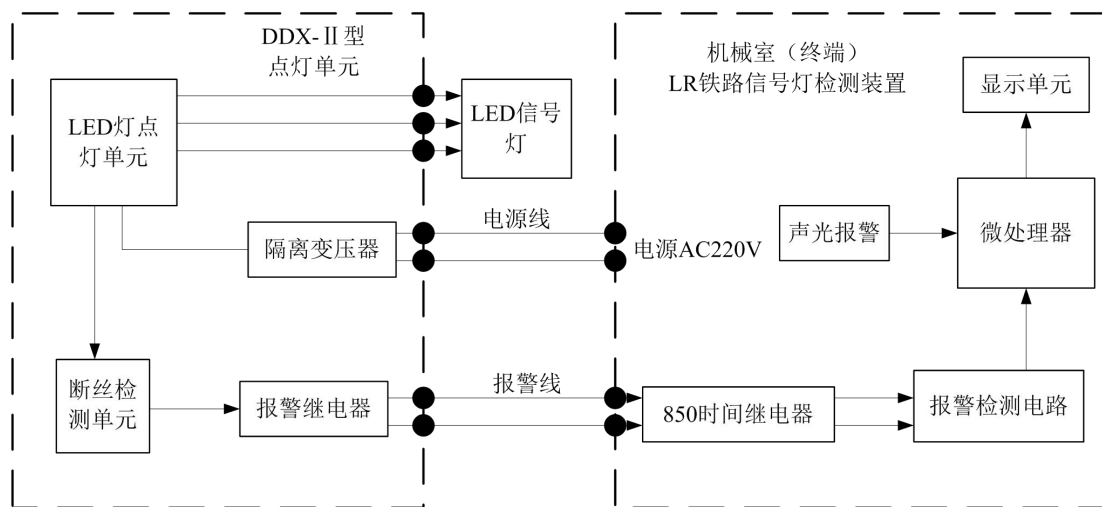 DDX-Ⅱ型
点灯单元
LED灯点
灯单元
LED信号
灯
隔离变压器
电源线
电源AC220V
断丝检
测单元
报警继电器
报警线
机械室（终端）
LR铁路信号灯检测装置
显示单元
声光报警
微处理器
850时间继电器
报警检测电路